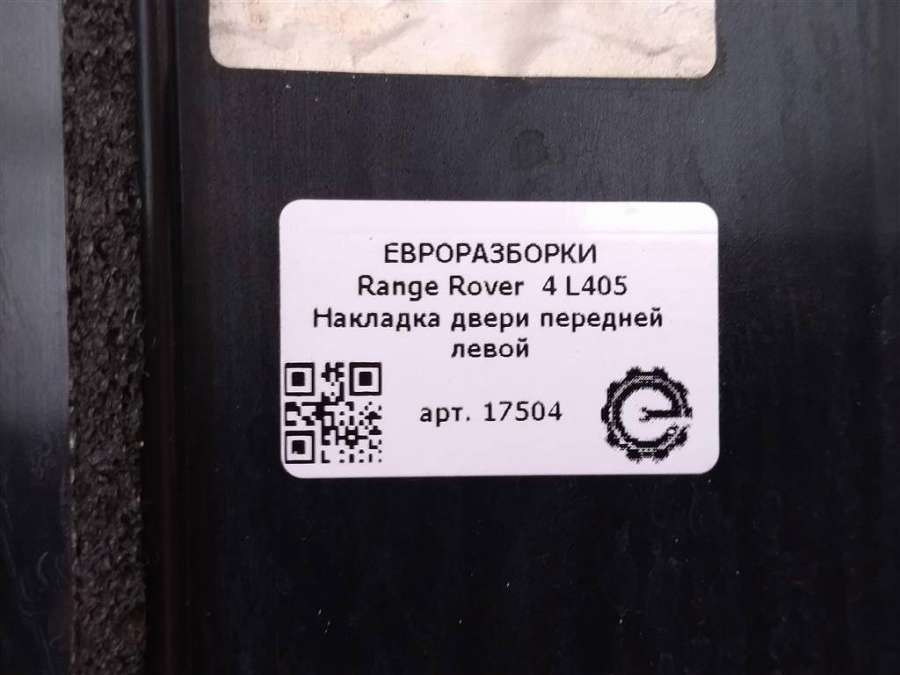 ЕВРОРАЗБОРКИ
Range Rover 4 L405
Накладка двери передней
левой
арт. 17504